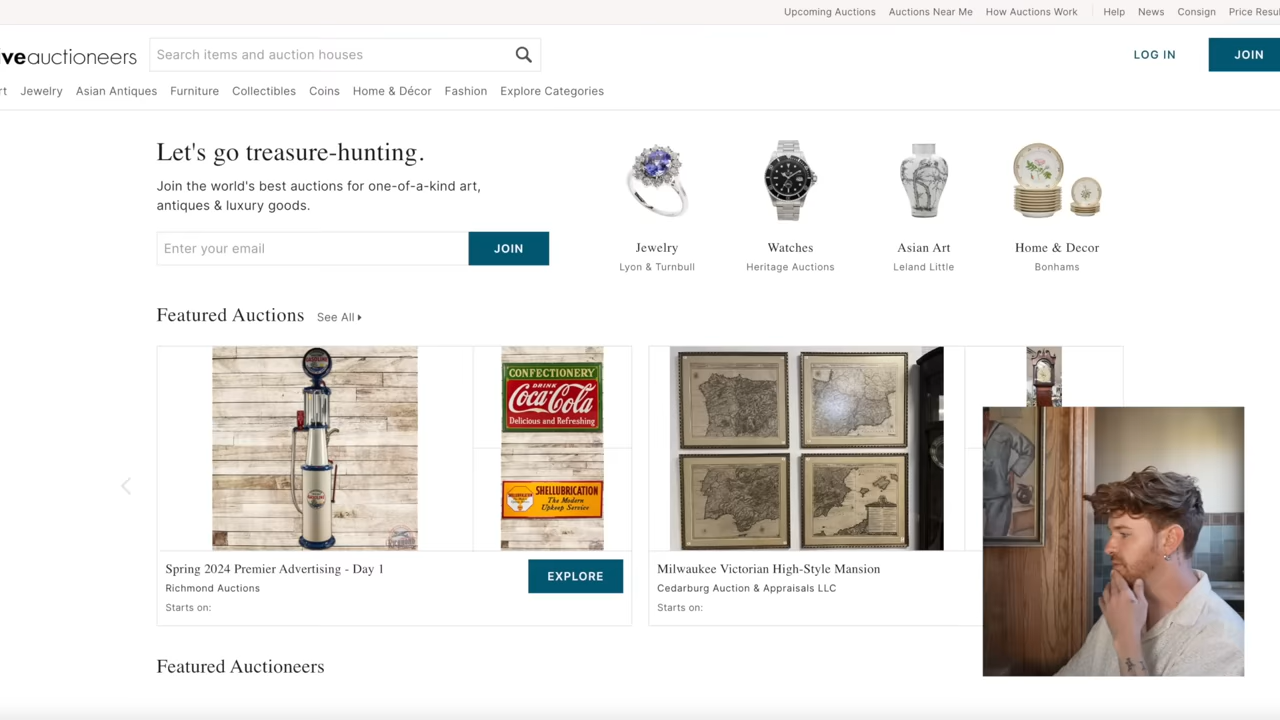 Upcoming Auctions Auctions Near Me How Auctions Work Help News Consign Price Resul
iveauctioneers
Search items and auction houses
LOG IN
JOIN
rt Jewelry Asian Antiques Furniture Collectibles Coins Home & Décor Fashion Explore Categories
Let's go treasure-hunting.
Join the world's best auctions for one-of-a-kind art,
antiques & luxury goods.
Enter your email
JOIN
Jewelry
Lyon & Turnbull
Watches
Heritage Auctions
Asian Art
Leland Little
Home & Decor
Bonhams
Featured Auctions See All
CONFECTIONERY
DRINK
Coca-Cola
Delicious and Refreshing
SHELLUBRICATION
The Modern
Upkeep Service
Spring 2024 Premier Advertising - Day 1
Richmond Auctions
Starts on:
EXPLORE
Milwaukee Victorian High-Style Mansion
Cedarburg Auction & Appraisals LLC
Starts on:
Featured Auctioneers